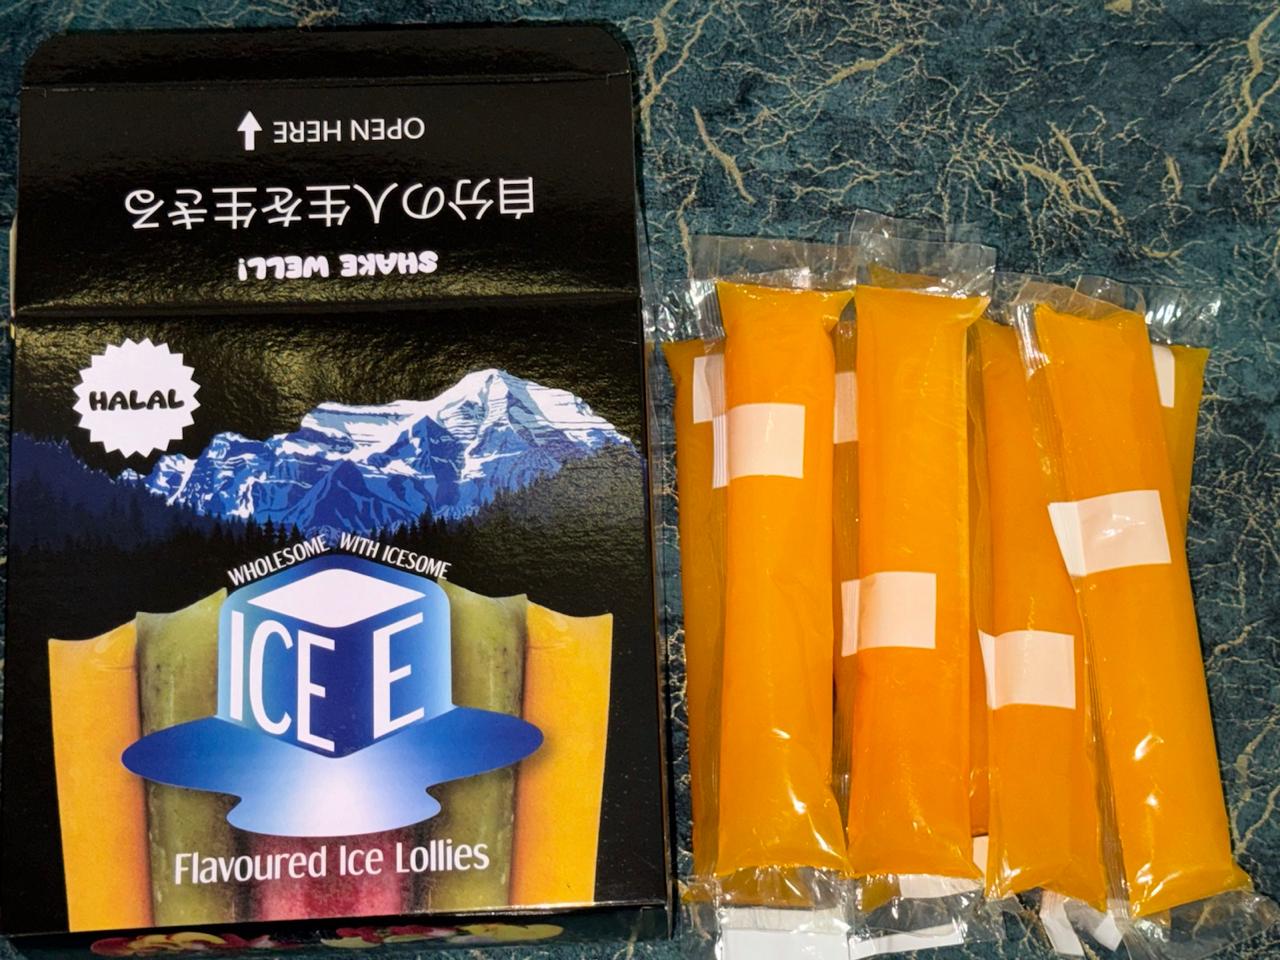 OPEN HERE
自分の人生を生きる
SHAKE WELL!
HALAL
WHOLESOME WITH ICESOME
ICE E
Flavoured Ice Lollies